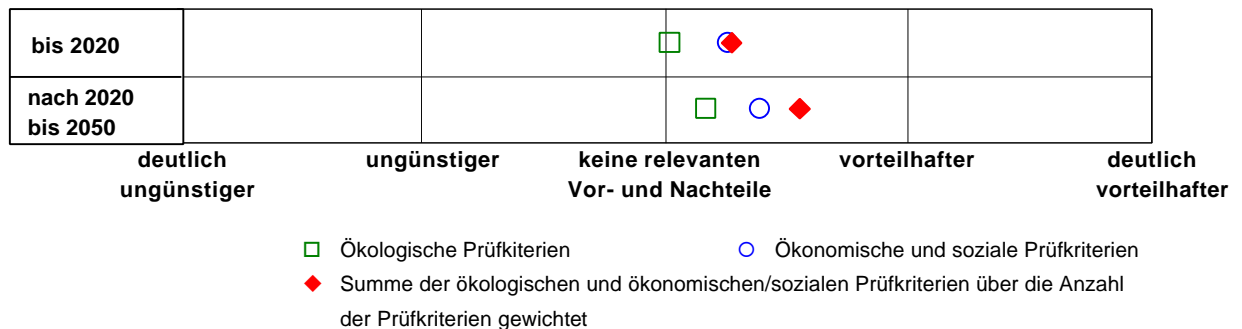 bis 2020
nach 2020
bis 2050
deutlich ungünstiger keine relevanten vorteilhafter deutlich
ungünstiger Vor- und Nachteile vorteilhafter
Ökologische Prüfkiterien Ökonomische und soziale Prüfkriterien
Summe der ökologischen und ökonomischen/sozialen Prüfkriterien über die Anzahl
der Prüfkriterien gewichtet